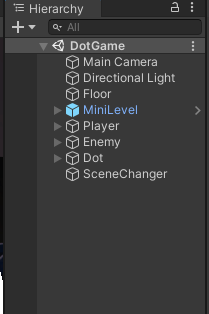 Hierarchy
All
DotGame
Main Camera
Directional Light
Floor
MiniLevel
Player
Enemy
Dot
SceneChanger